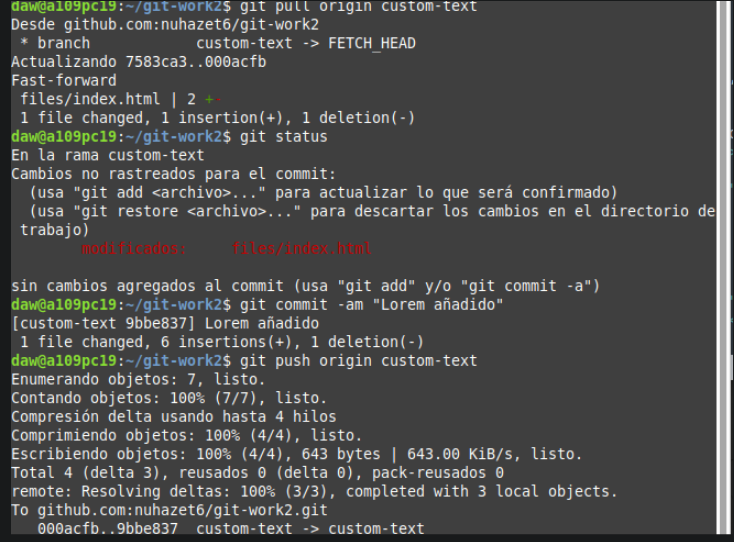 daw@a109pc19:~/git-work2$ git pull origin custom-text
Desde github.com:nuhazet6/git-work2
 * branch            custom-text -> FETCH_HEAD
Actualizando 7583ca3..000acfb
Fast-forward
 files/index.html | 2 +
 1 file changed, 1 insertion(+), 1 deletion(-)
daw@a109pc19:~/git-work2$ git status
En la rama custom-text
Cambios no rastreados para el commit:
  (usa "git add <archivo>..." para actualizar lo que será confirmado)
  (usa "git restore <archivo>..." para descartar los cambios en el directorio de
 trabajo)
        modificados:     files/index.html

sin cambios agregados al commit (usa "git add" y/o "git commit -a")
daw@a109pc19:~/git-work2$ git commit -am "Lorem añadido"
[custom-text 9bbe837] Lorem añadido
 1 file changed, 6 insertions(+), 1 deletion(-)
daw@a109pc19:~/git-work2$ git push origin custom-text
Enumerando objetos: 7, listo.
Contando objetos: 100% (7/7), listo.
Compresión delta usando hasta 4 hilos
Comprimiendo objetos: 100% (4/4), listo.
Escribiendo objetos: 100% (4/4), 643 bytes | 643.00 KiB/s, listo.
Total 4 (delta 3), reusados 0 (delta 0), pack-reusados 0
remote: Resolving deltas: 100% (3/3), completed with 3 local objects.
To github.com:nuhazet6/git-work2.git
   000acfb..9bbe837  custom-text -> custom-text